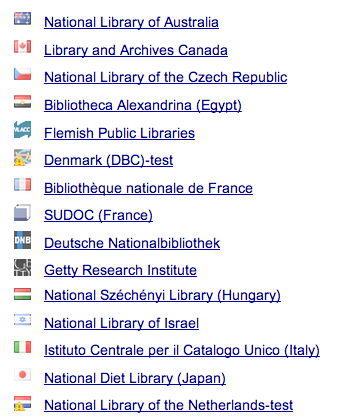 National Library of Australia
Library and Archives Canada
National Library of the Czech Republic
Bibliotheca Alexandrina (Egypt)
VLACC Flemish Public Libraries
Denmark (DBC)-test
Bibliothèque nationale de France
SUDOC (France)
DNB Deutsche Nationalbibliothek
Getty Research Institute
National Széchényi Library (Hungary)
National Library of Israel
Istituto Centrale per il Catalogo Unico (Italy)
National Diet Library (Japan)
National Library of the Netherlands-test